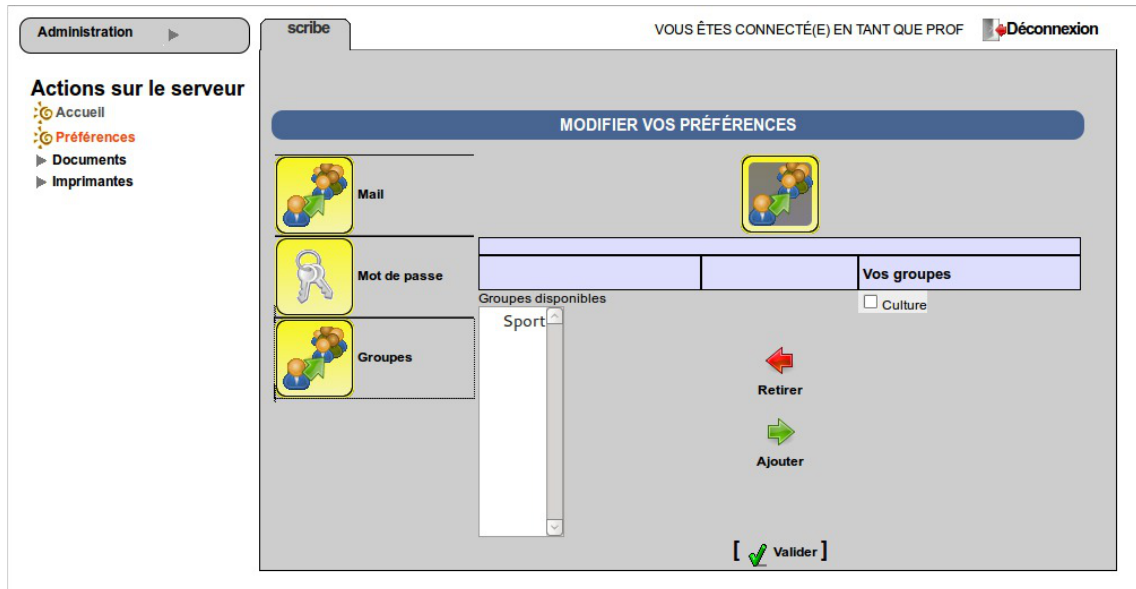 Administration
scribe
VOUS ÊTES CONNECTÉ(E) EN TANT QUE PROF
Déconnexion
Actions sur le serveur
Accueil
Préférences
Documents
Imprimantes
MODIFIER VOS PRÉFÉRENCES
Mail
Mot de passe
Groupes
Vos groupes
Groupes disponibles
Culture
Sport
Retirer
Ajouter
[ Valider ]